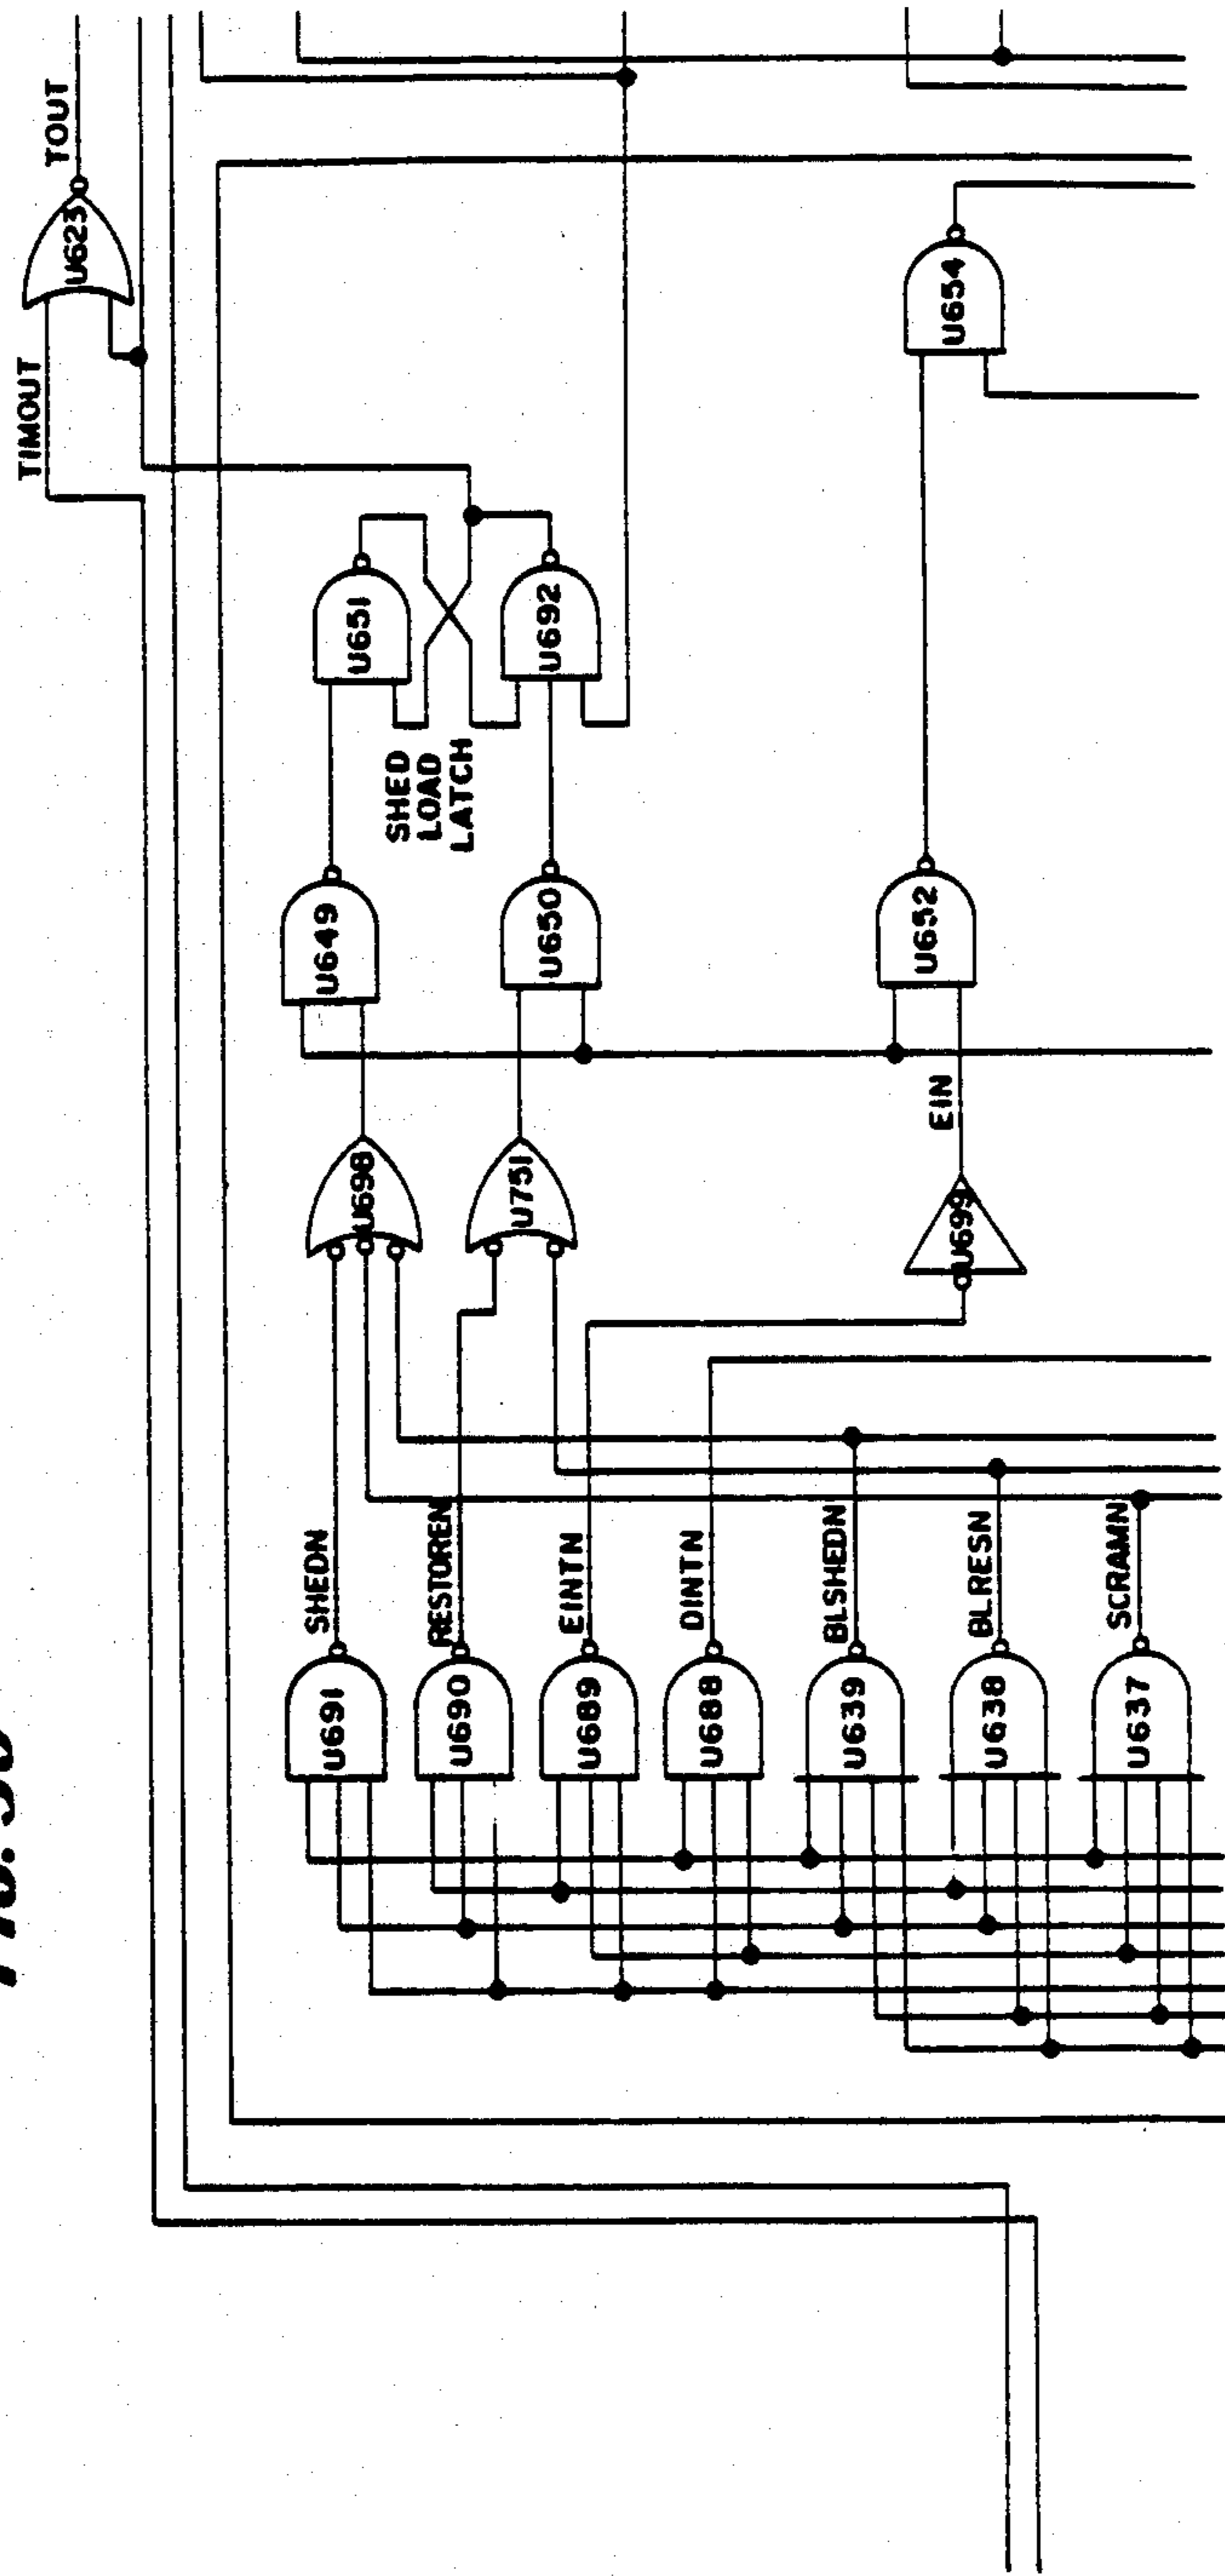 TIMOUT
TOUT
U623
U651
U692
SHED
LOAD
LATCH
U649
U650
U652
U654
U698
U751
EIN
U699
SHEDN
RESTOREN
EINTN
DINTN
BLSHEDN
BLRESN
SCRAMN
U691
U690
U689
U688
U639
U638
U637